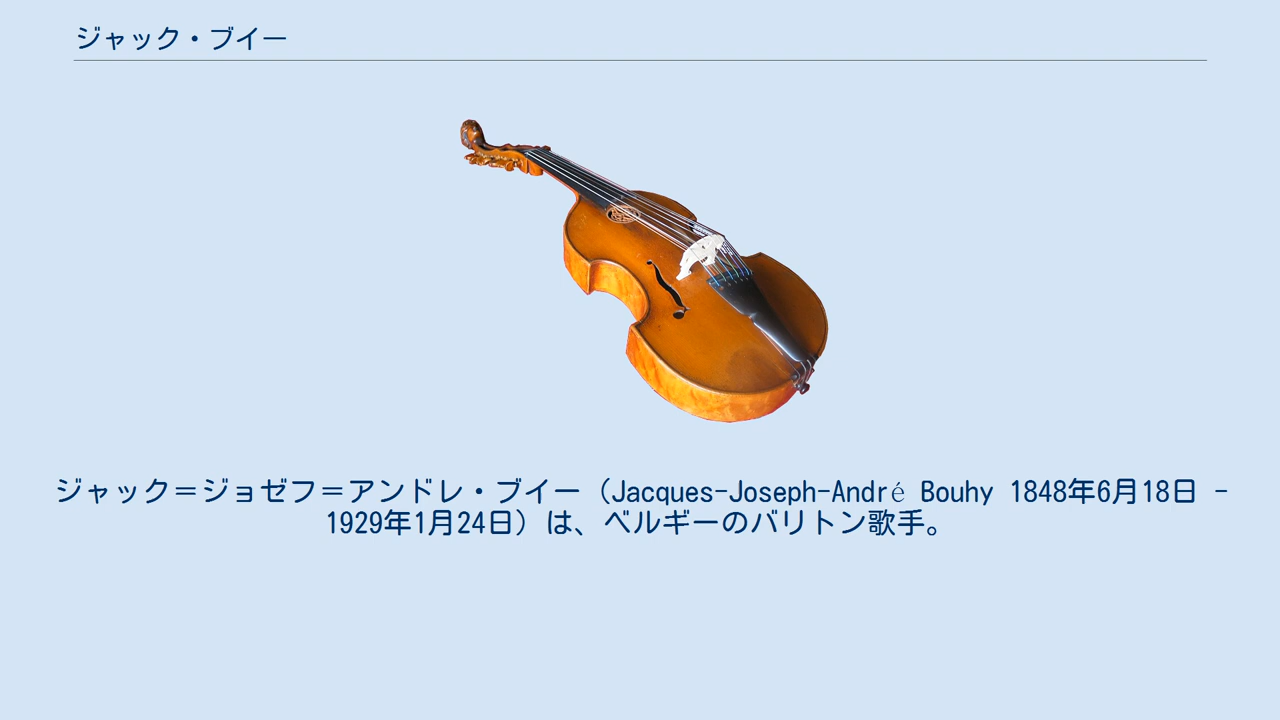 ジャック・ブイー
ジャック＝ジョゼフ＝アンドレ・ブイー（Jacques-Joseph-André Bouhy 1848年6月18日 -
1929年1月24日）は、ベルギーのバリトン歌手。